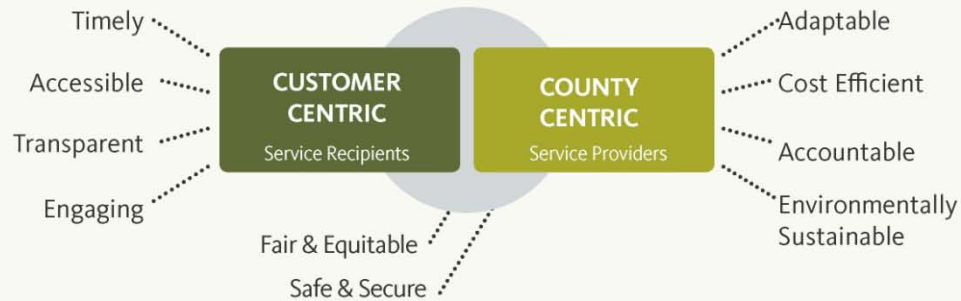 Timely
Accessible
Transparent
Engaging
CUSTOMER
CENTRIC
Service Recipients
COUNTY
CENTRIC
Service Providers
Adaptable
Cost Efficient
Accountable
Environmentally
Sustainable
Fair & Equitable
Safe & Secure